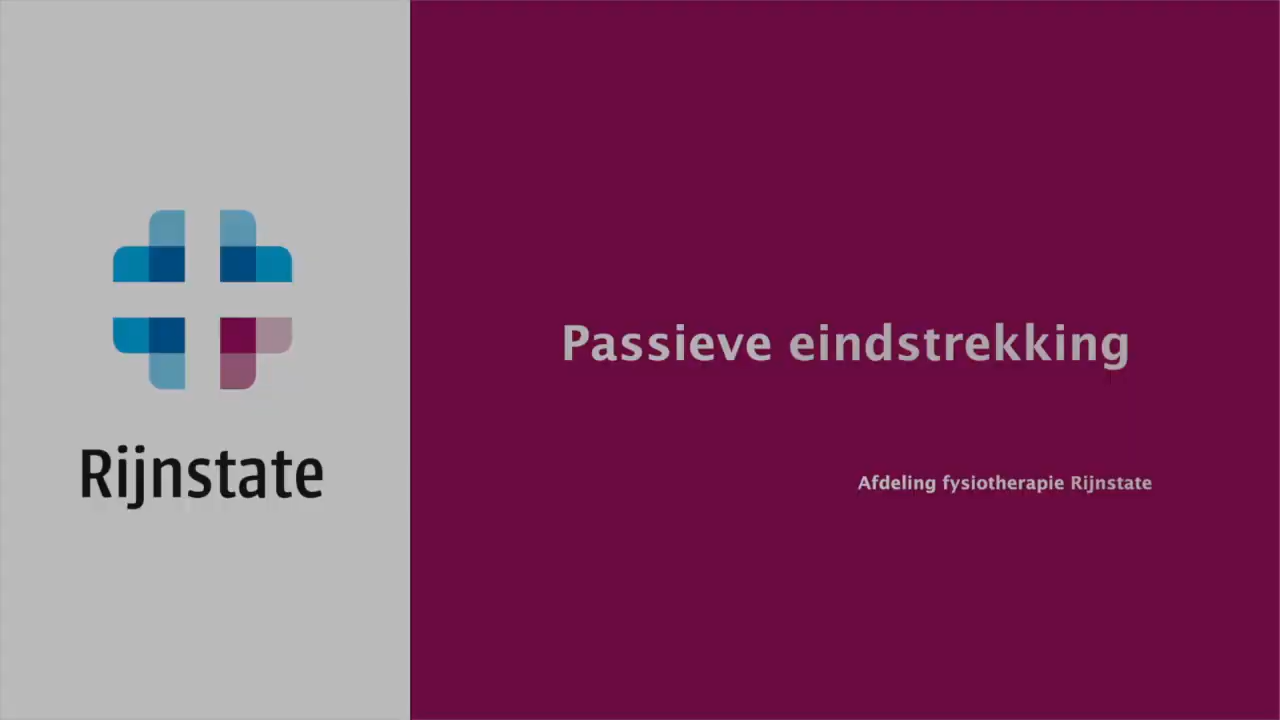 Rijnstate
Passieve eindstrekking
Afdeling fysiotherapie Rijnstate